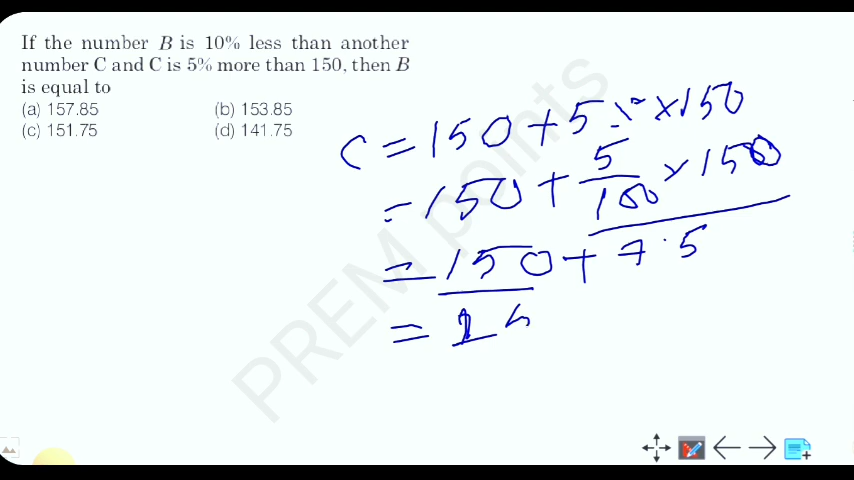 If the number B is 10% less than another
number C and C is 5% more than 150, then B
is equal to
(a) 157.85 (b) 153.85
(c) 151.75 (d) 141.75
C = 150 + 5% × 150
= 150 + 5/100 × 150
= 150 + 7.5
= 15
PREM points